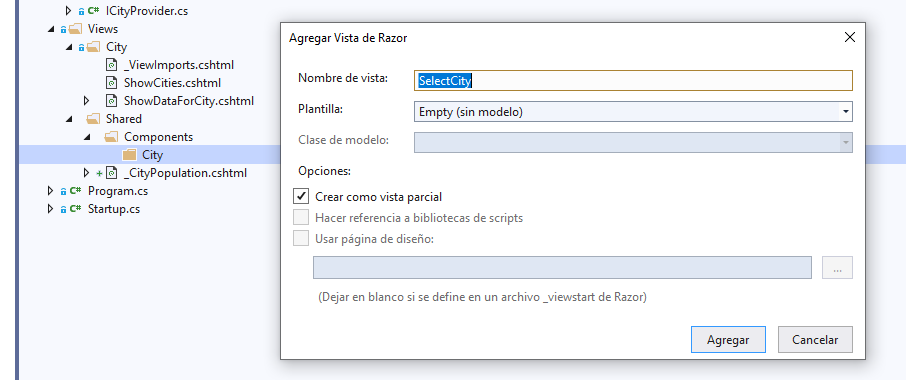 C# ICityProvider.cs
Views
City
_ViewImports.cshtml
ShowCities.cshtml
ShowDataForCity.cshtml
Shared
Components
City
_CityPopulation.cshtml
C# Program.cs
C# Startup.cs
Agregar Vista de Razor
Nombre de vista: SelectCity
Plantilla: Empty (sin modelo)
Clase de modelo:
Opciones:
Crear como vista parcial
Hacer referencia a bibliotecas de scripts
Usar página de diseño:
...
(Dejar en blanco si se define en un archivo _viewstart de Razor)
Agregar Cancelar